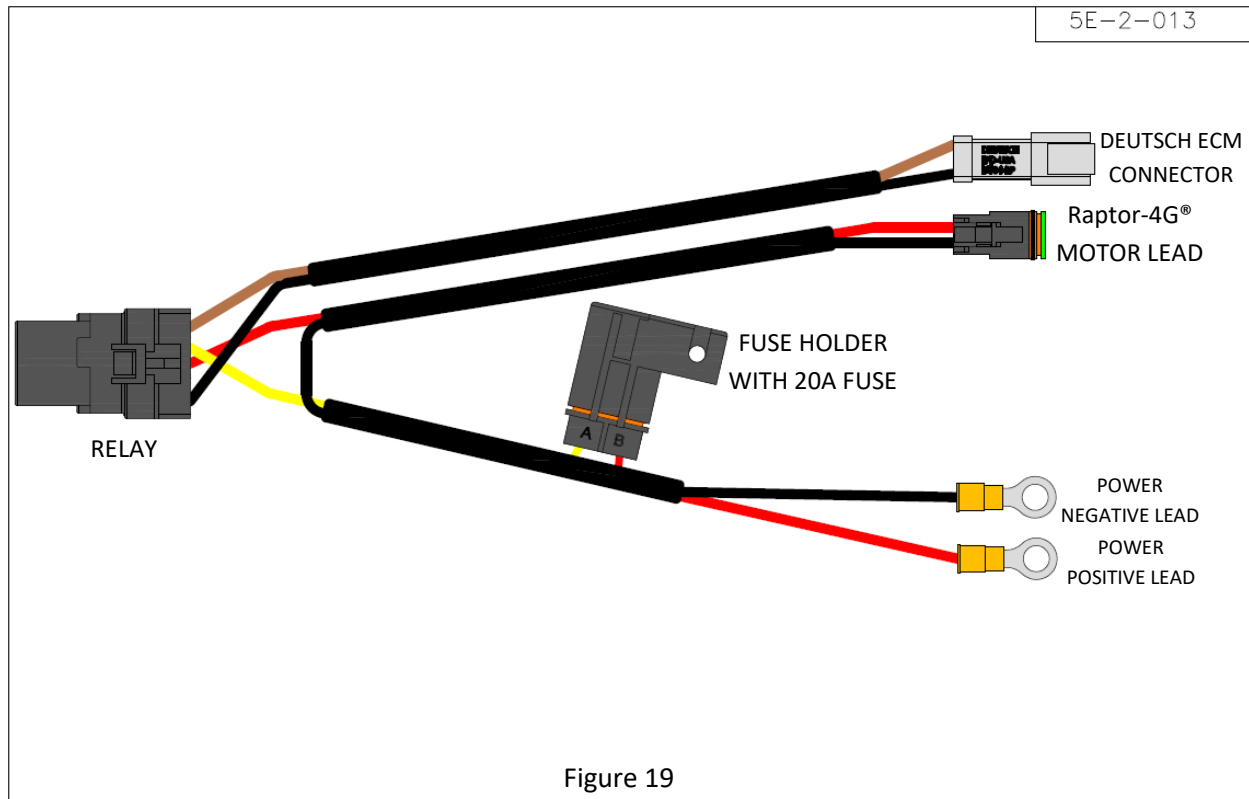 5E-2-013
DEUTSCH ECM
CONNECTOR
Raptor-4G®
MOTOR LEAD
FUSE HOLDER
WITH 20A FUSE
A B
RELAY
POWER
NEGATIVE LEAD
POWER
POSITIVE LEAD
Figure 19